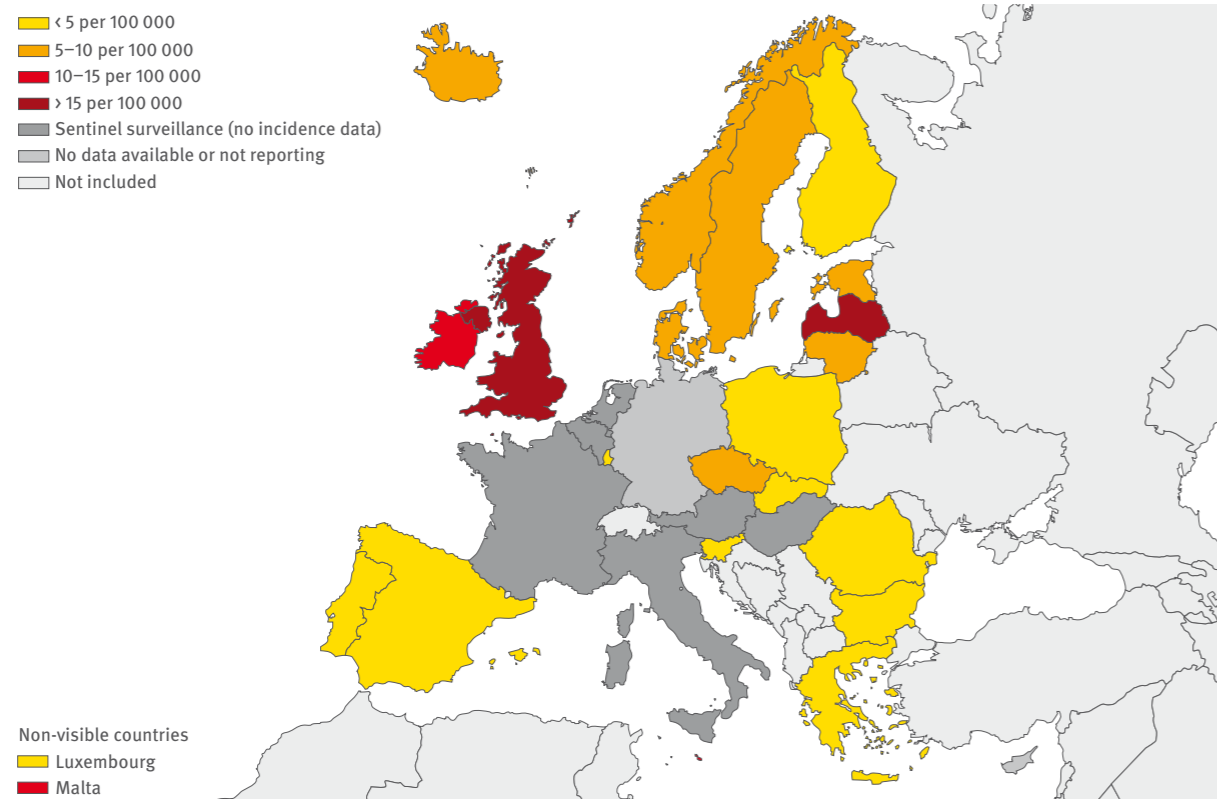 < 5 per 100 000
5–10 per 100 000
10–15 per 100 000
> 15 per 100 000
Sentinel surveillance (no incidence data)
No data available or not reporting
Not included
Non-visible countries
Luxembourg
Malta